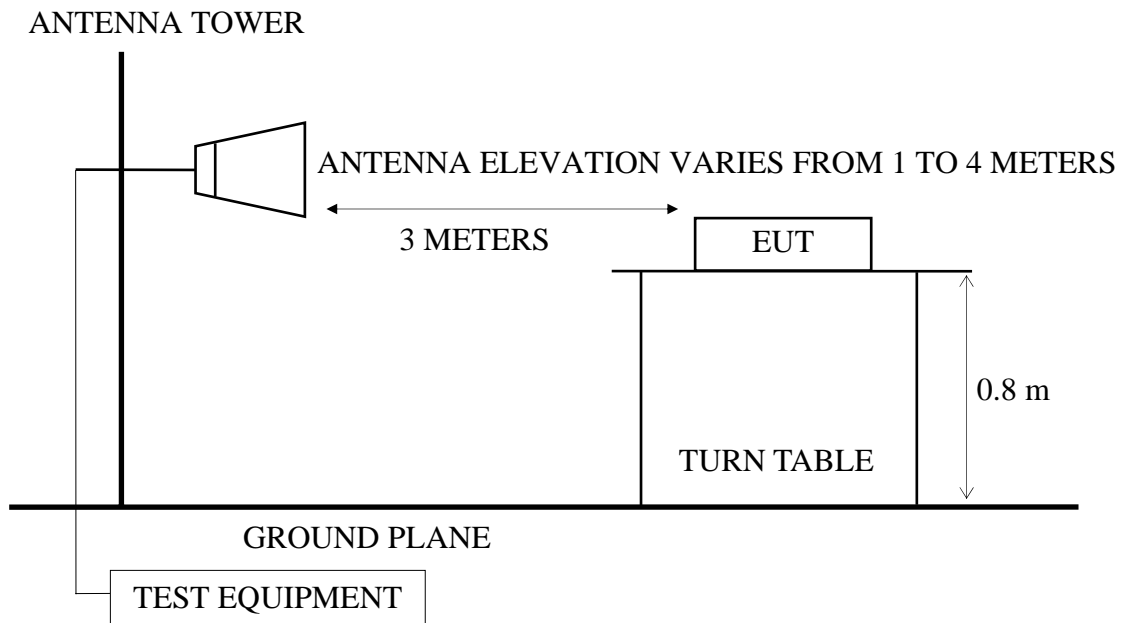 ANTENNA TOWER
ANTENNA ELEVATION VARIES FROM 1 TO 4 METERS
3 METERS
EUT
0.8 m
TURN TABLE
GROUND PLANE
TEST EQUIPMENT